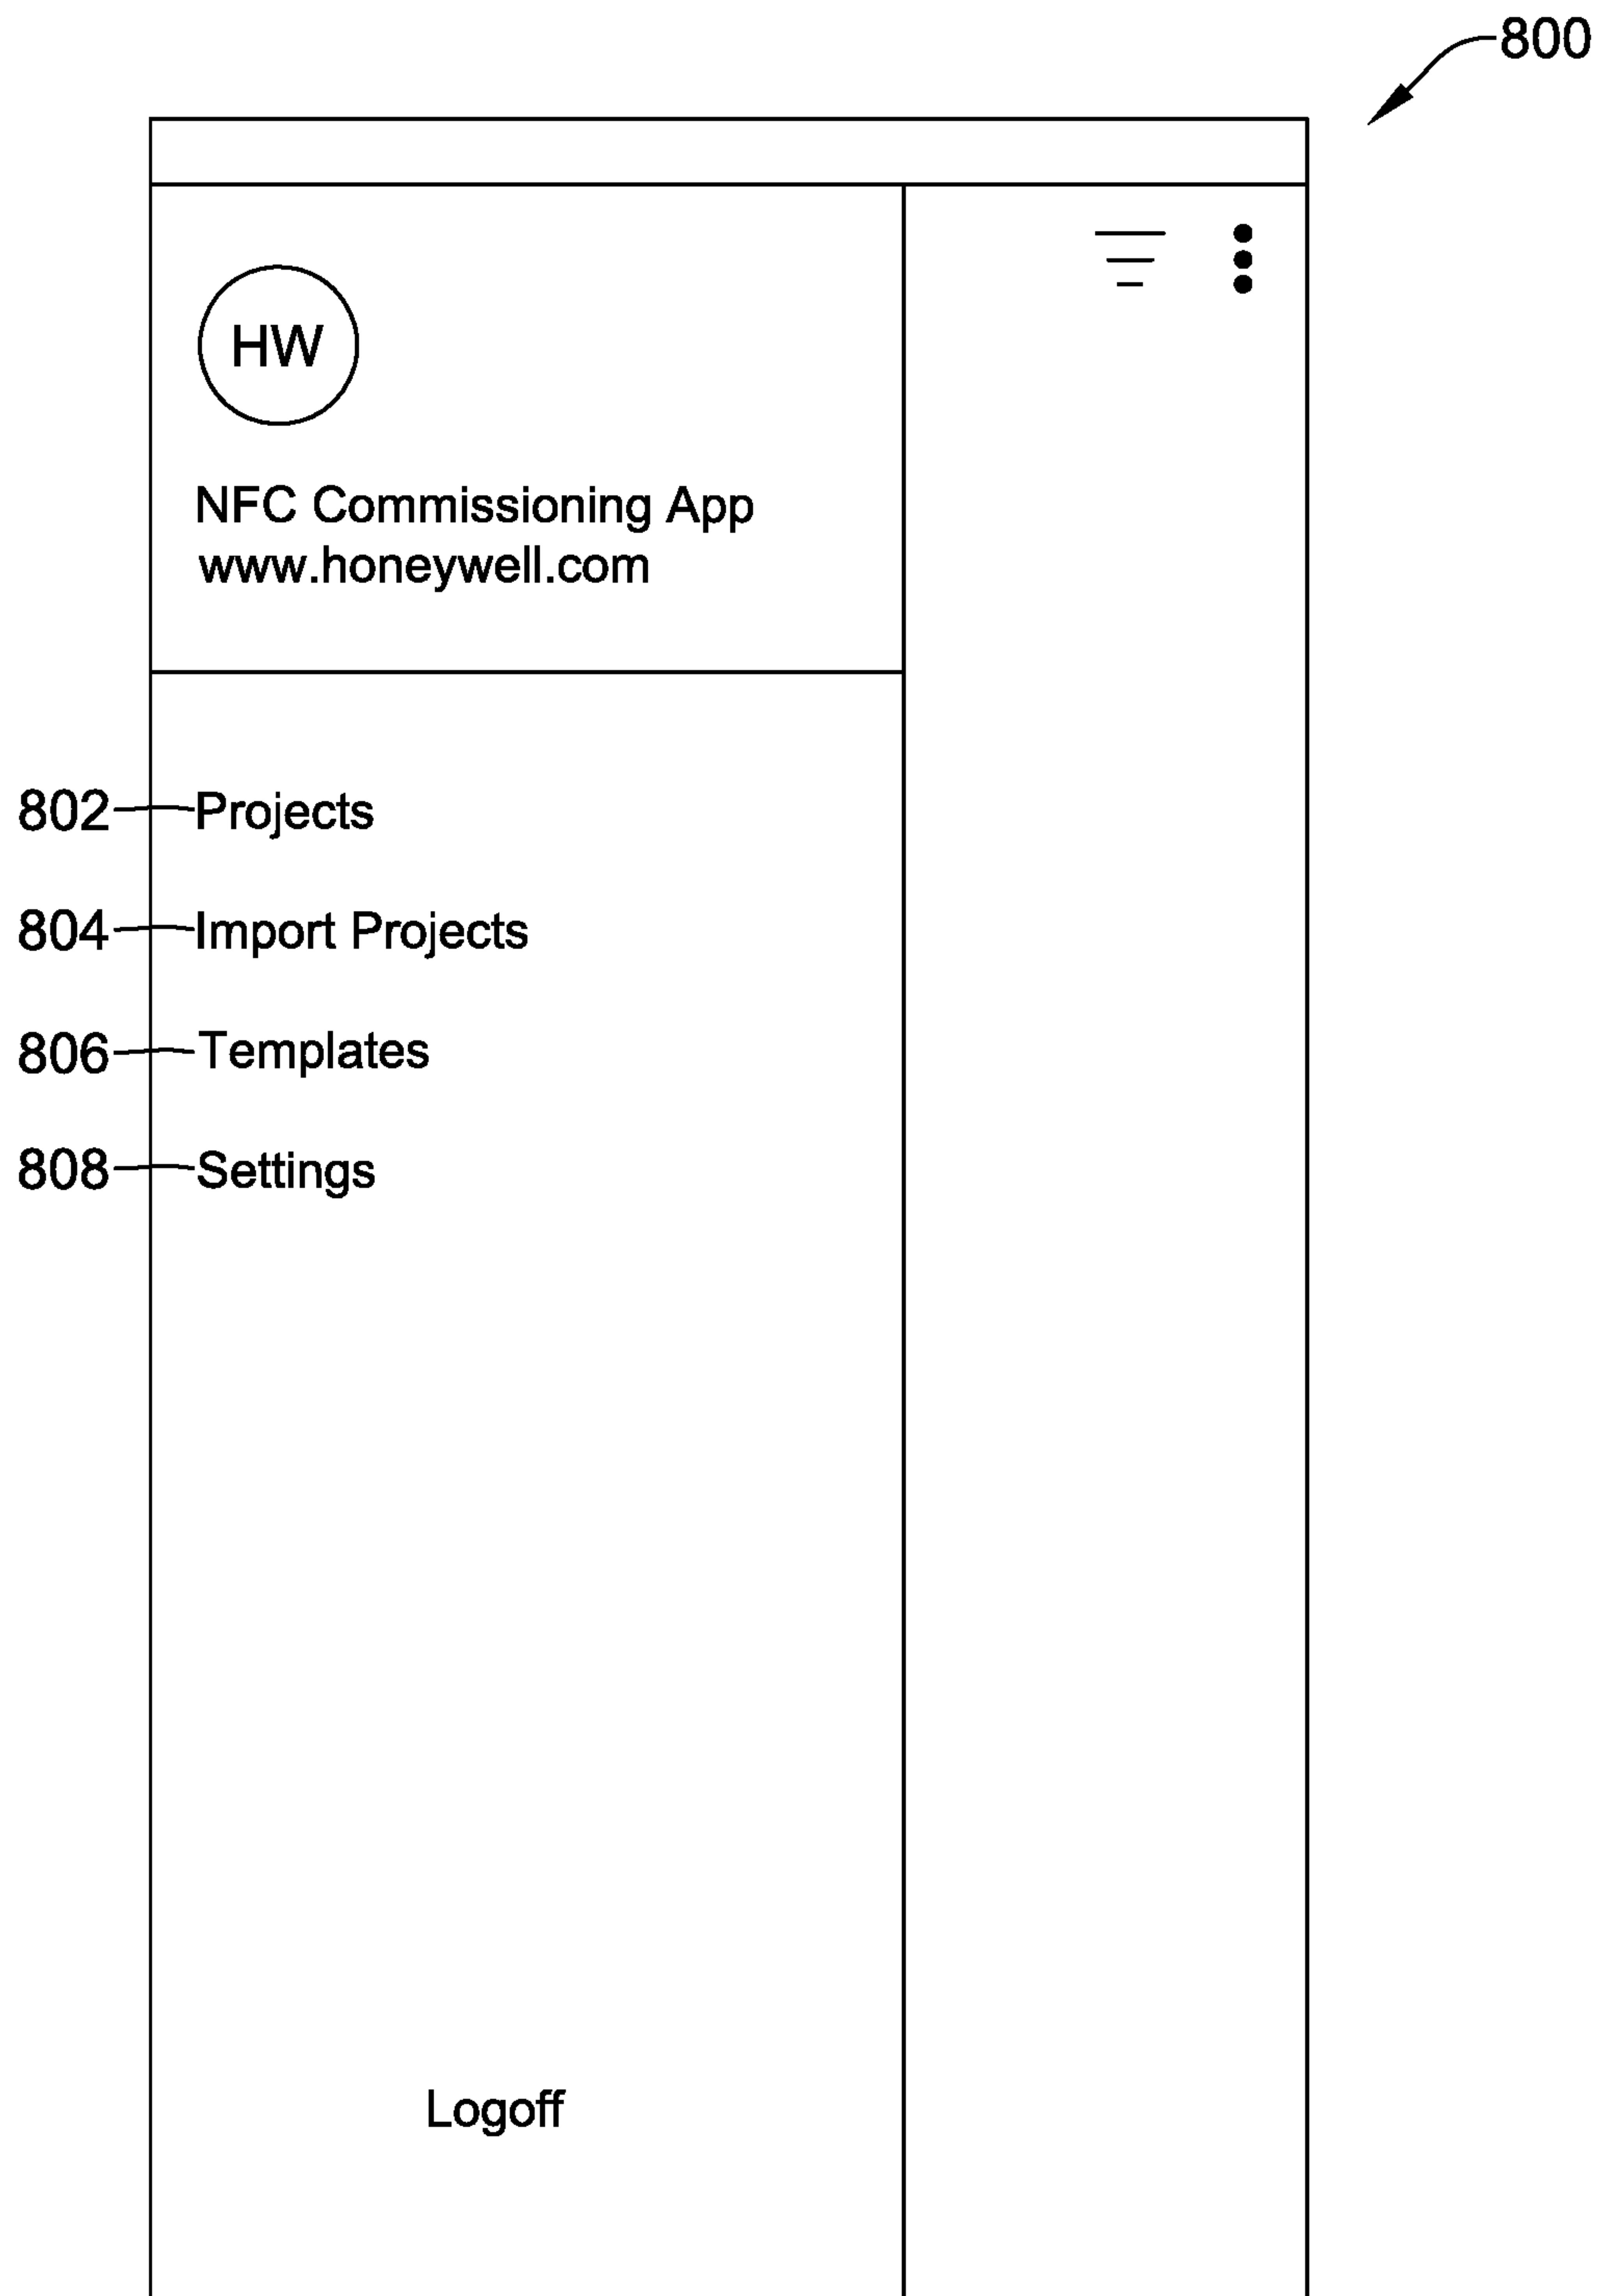 800
HW
NFC Commissioning App
www.honeywell.com
802 Projects
804 Import Projects
806 Templates
808 Settings
Logoff